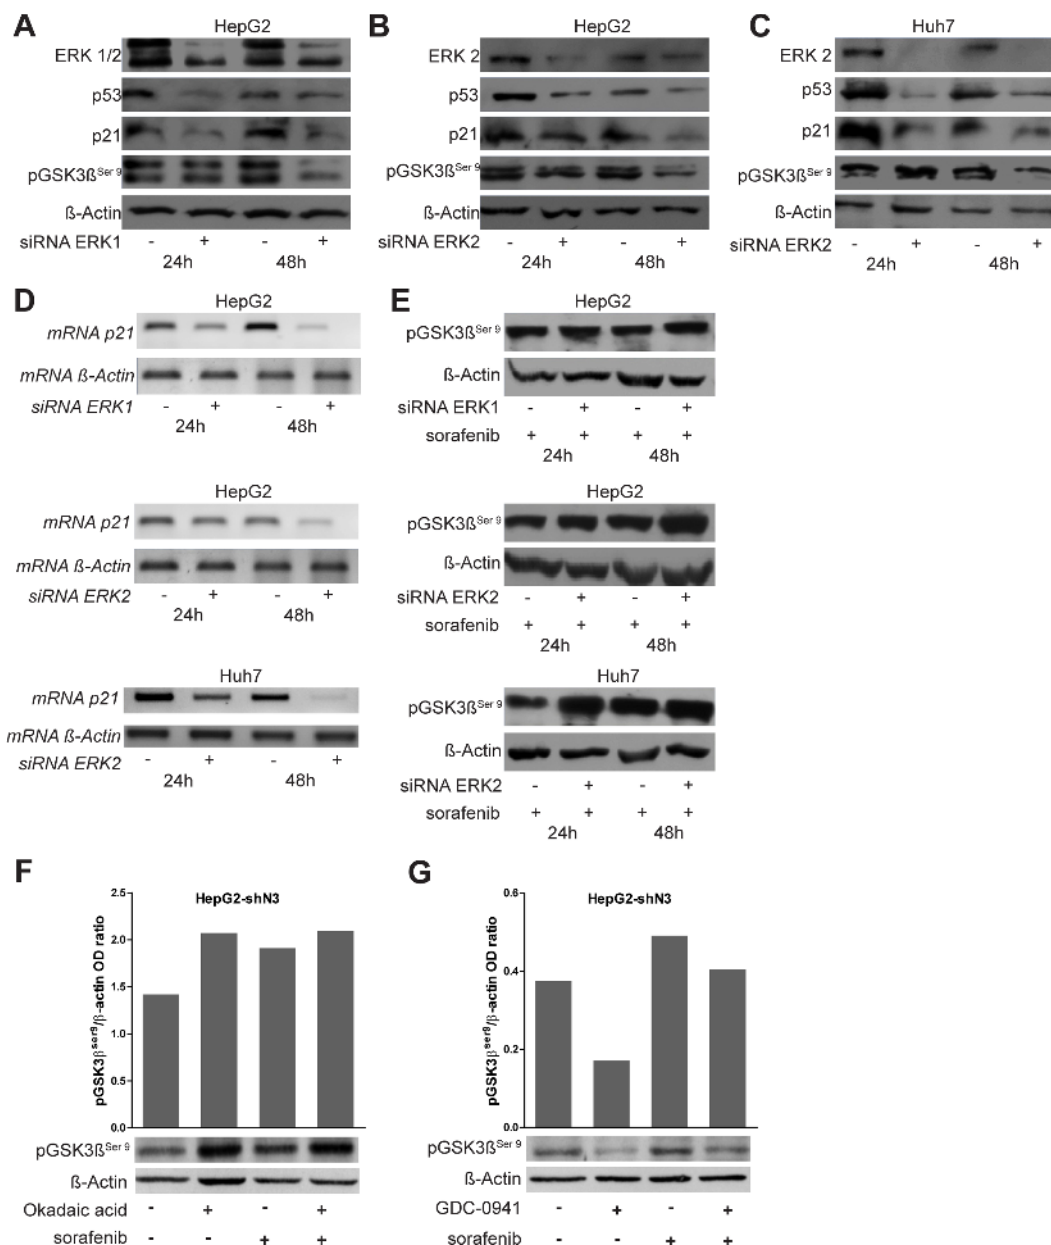 A
HepG2
ERK 1/2
p53
p21
pGSK3ß^Ser 9
ß-Actin
siRNA ERK1 - + - +
24h 48h
B
HepG2
ERK 2
p53
p21
pGSK3ß^Ser 9
ß-Actin
siRNA ERK2 - + - +
24h 48h
C
Huh7
ERK 2
p53
p21
pGSK3ß^Ser 9
ß-Actin
siRNA ERK2 - + - +
24h 48h
D
HepG2
mRNA p21
mRNA ß-Actin
siRNA ERK1 - + - +
24h 48h
HepG2
mRNA p21
mRNA ß-Actin
siRNA ERK2 - + - +
24h 48h
Huh7
mRNA p21
mRNA ß-Actin
siRNA ERK2 - + - +
24h 48h
E
HepG2
pGSK3ß^Ser 9
ß-Actin
siRNA ERK1 - + - +
sorafenib + + + +
24h 48h
HepG2
pGSK3ß^Ser 9
ß-Actin
siRNA ERK2 - + - +
sorafenib + + + +
24h 48h
Huh7
pGSK3ß^Ser 9
ß-Actin
siRNA ERK2 - + - +
sorafenib + + + +
24h 48h
F
HepG2-shN3
pGSK3β^ser9/β-actin OD ratio
2.5
2.0
1.5
1.0
0.5
0.0
pGSK3ß^Ser 9
ß-Actin
Okadaic acid - + - +
sorafenib - - + +
G
HepG2-shN3
pGSK3β^ser9/β-actin OD ratio
0.6
0.4
0.2
0.0
pGSK3ß^Ser 9
ß-Actin
GDC-0941 - + - +
sorafenib - - + +